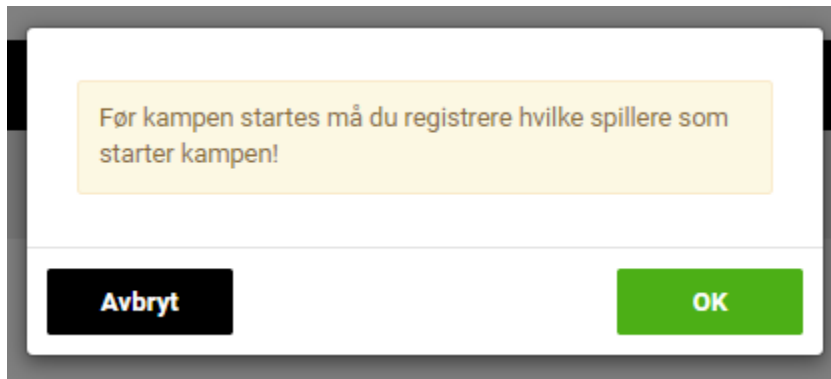 Før kampen startes må du registrere hvilke spillere som
starter kampen!
Avbryt
OK